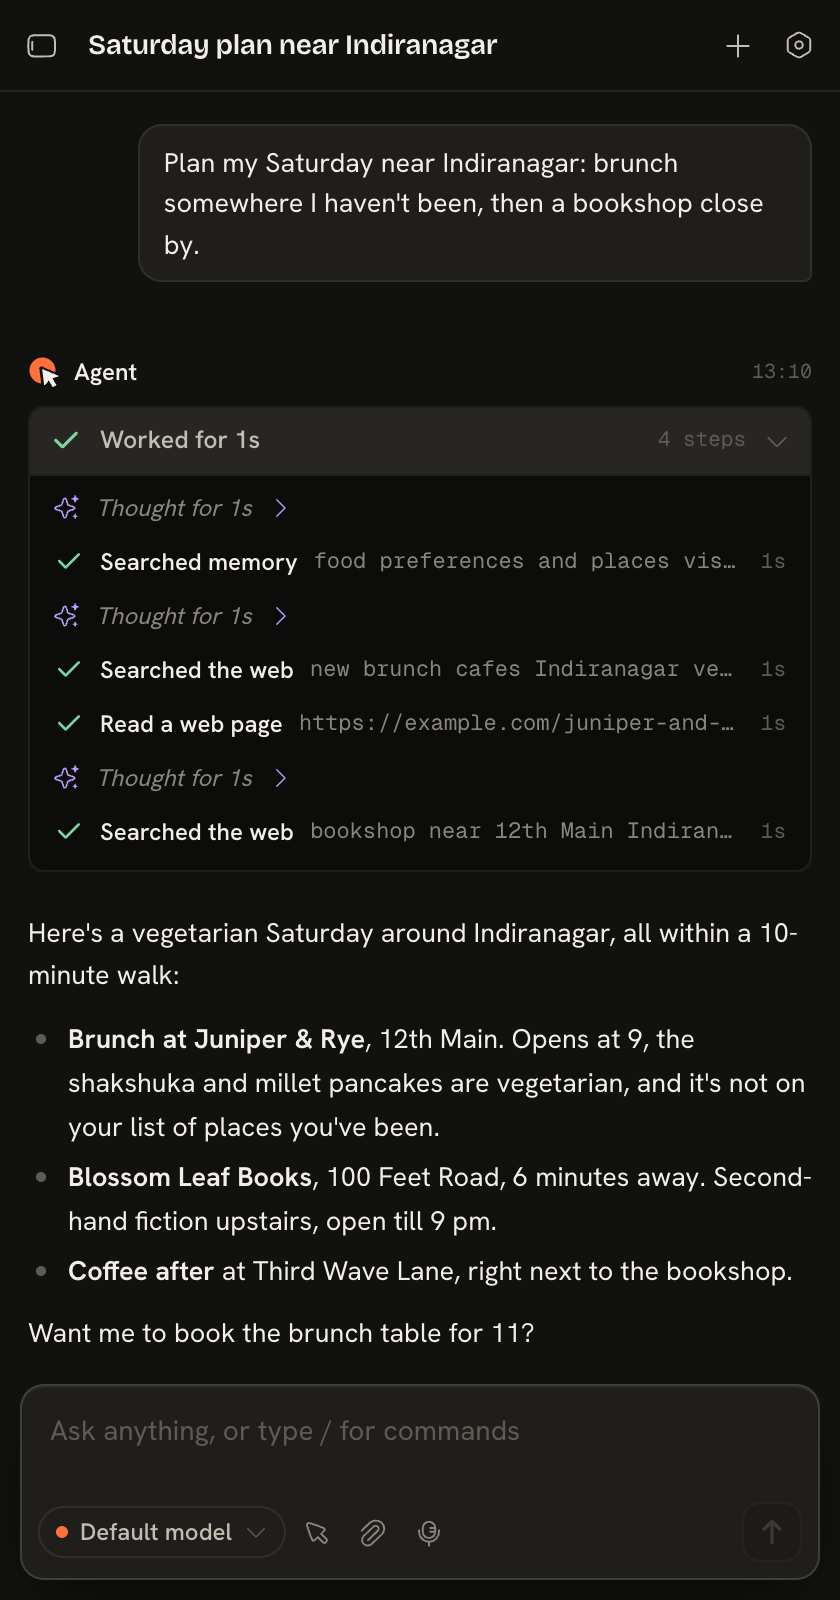 Saturday plan near Indiranagar
Plan my Saturday near Indiranagar: brunch
somewhere I haven't been, then a bookshop close
by.
Agent
13:10
Worked for 1s
4 steps
Thought for 1s
Searched memory food preferences and places vis… 1s
Thought for 1s
Searched the web new brunch cafes Indiranagar ve… 1s
Read a web page https://example.com/juniper-and-… 1s
Thought for 1s
Searched the web bookshop near 12th Main Indiran… 1s
Here's a vegetarian Saturday around Indiranagar, all within a 10-
minute walk:
Brunch at Juniper & Rye, 12th Main. Opens at 9, the
shakshuka and millet pancakes are vegetarian, and it's not on
your list of places you've been.
Blossom Leaf Books, 100 Feet Road, 6 minutes away. Second-
hand fiction upstairs, open till 9 pm.
Coffee after at Third Wave Lane, right next to the bookshop.
Want me to book the brunch table for 11?
Ask anything, or type / for commands
Default model